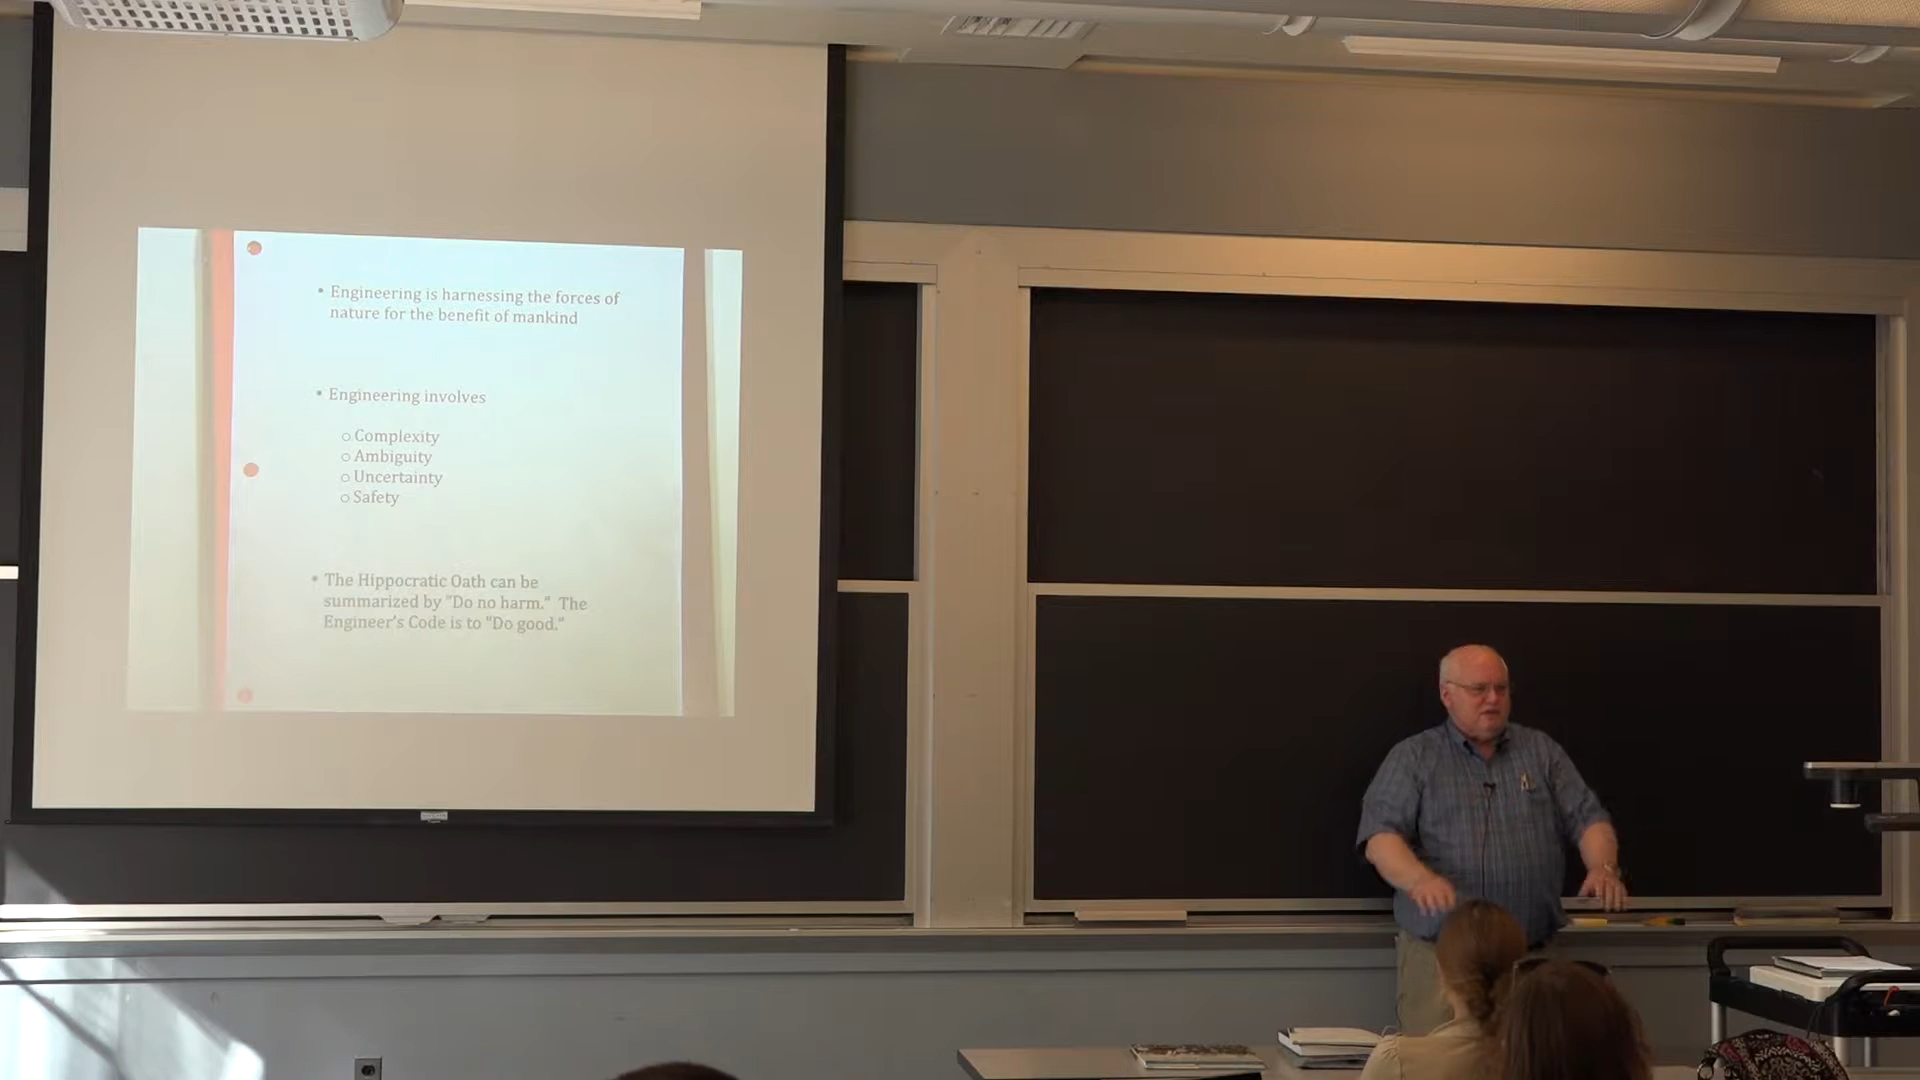 • Engineering is harnessing the forces of
nature for the benefit of mankind
• Engineering involves
o Complexity
o Ambiguity
o Uncertainty
o Safety
• The Hippocratic Oath can be
summarized by "Do no harm." The
Engineer's Code is to "Do good."